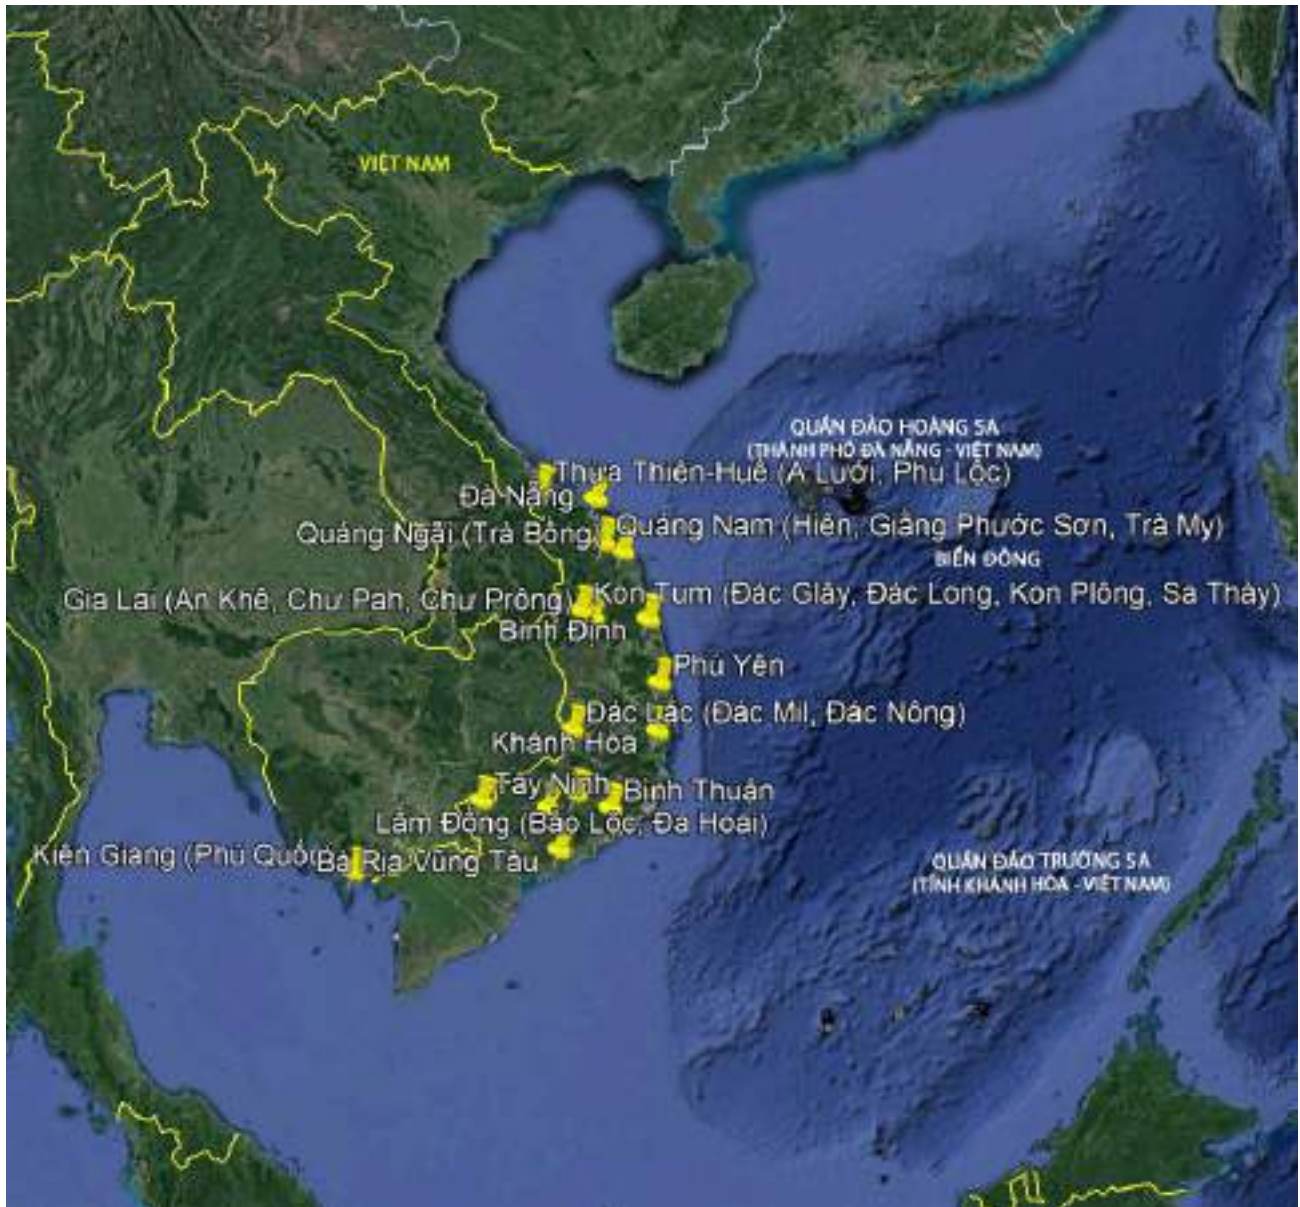 VIỆT NAM
QUẦN ĐẢO HOÀNG SA
(THÀNH PHỐ ĐÀ NẴNG - VIỆT NAM)
Thừa Thiên-Huế (A Lưới, Phú Lộc)
Đà Nẵng
Quảng Nam (Hiên, Giằng Phước Sơn, Trà My)
Quảng Ngãi (Trà Bồng)
BIỂN ĐÔNG
Kon Tum (Đác Glây, Đác Long, Kon Plông, Sa Thày)
Gia Lai (An Khê, Chư Pah, Chư Prông)
Bình Định
Phú Yên
Đác Lắc (Đác Mil, Đác Nông)
Khánh Hòa
Tây Ninh
Bình Thuận
Lâm Đồng (Bảo Lộc, Đa Hoai)
Kiên Giang (Phú Quốc
Bà Rịa Vũng Tàu
QUẦN ĐẢO TRƯỜNG SA
(TỈNH KHÁNH HÒA - VIỆT NAM)